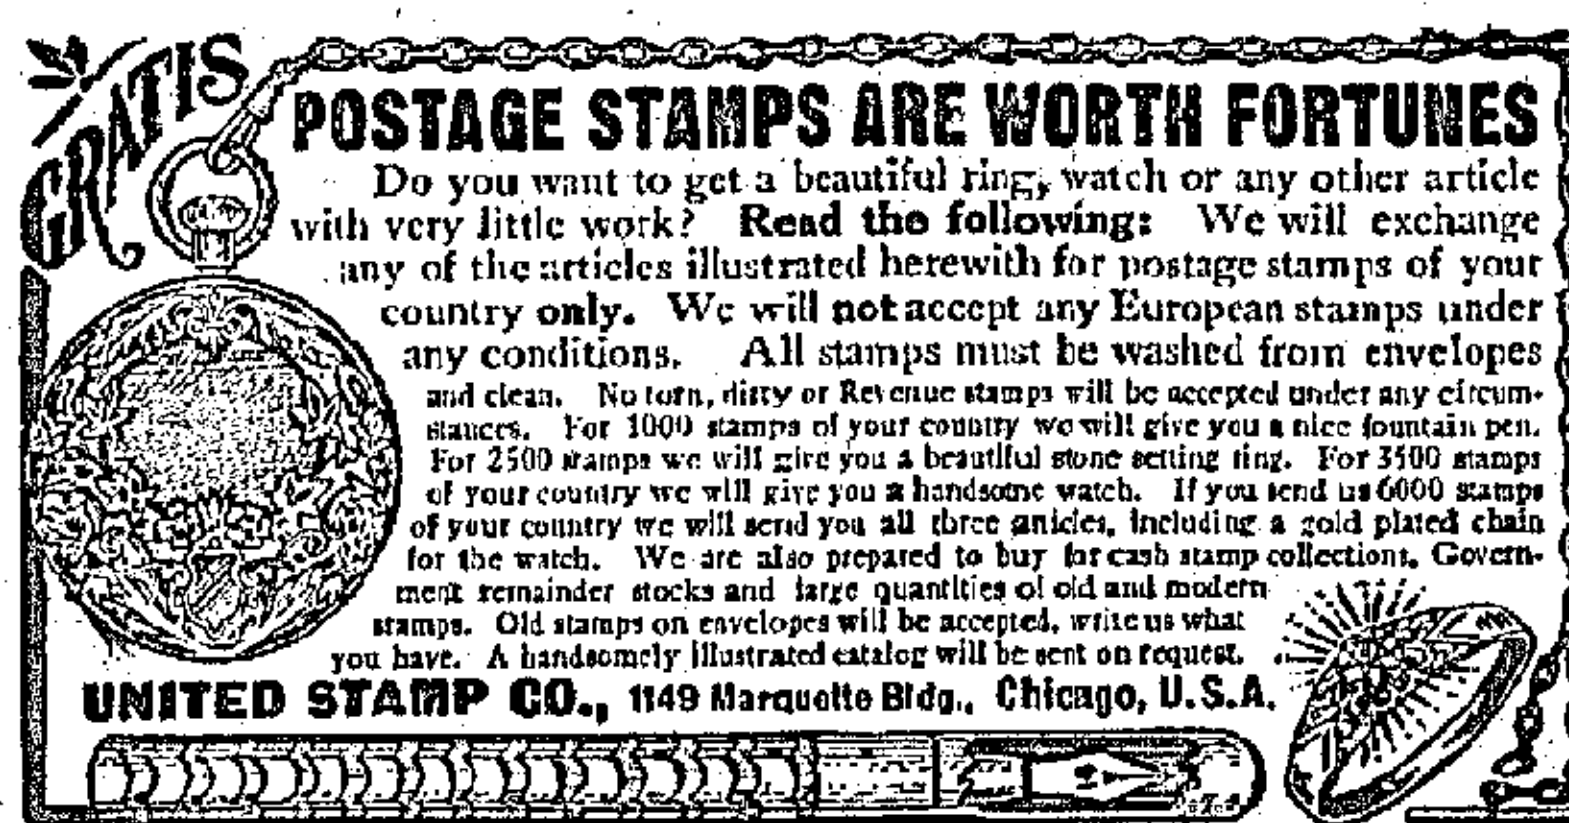 GRATIS
POSTAGE STAMPS ARE WORTH FORTUNES
Do you want to get a beautiful ring, watch or any other article
with very little work? Read the following: We will exchange
any of the articles illustrated herewith for postage stamps of your
country only. We will not accept any European stamps under
any conditions. All stamps must be washed from envelopes
and clean. No torn, dirty or Revenue stamps will be accepted under any circum-
stances. For 1000 stamps of your country we will give you a nice fountain pen.
For 2500 stamps we will give you a beautiful stone setting ring. For 3500 stamps
of your country we will give you a handsome watch. If you send us 6000 stamps
of your country we will send you all three articles, including a gold plated chain
for the watch. We are also prepared to buy for cash stamp collections, Govern-
ment remainder stocks and large quantities of old and modern
stamps. Old stamps on envelopes will be accepted, write us what
you have. A handsomely illustrated catalog will be sent on request.
UNITED STAMP CO., 1149 Marquette Bldg., Chicago, U.S.A.